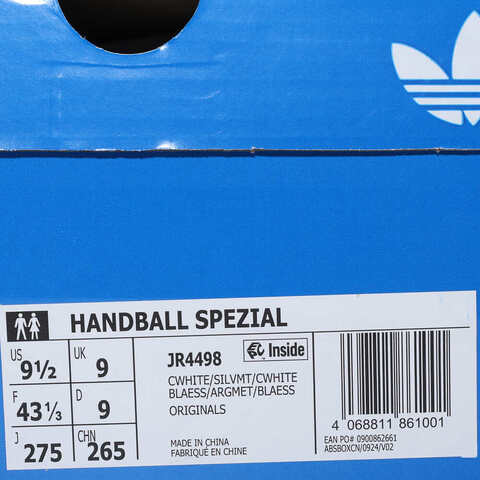 HANDBALL SPEZIAL
US 9½ UK 9
F 43⅓ D 9
J 275 CHN 265
JR4498 Inside
CWHITE/SILVMT/CWHITE
BLAESS/ARGMET/BLAESS
ORIGINALS
MADE IN CHINA
FABRIQUÉ EN CHINE
4 068811 861001
EAN PO# 0900862661
ABSBOXCN/0924/V02